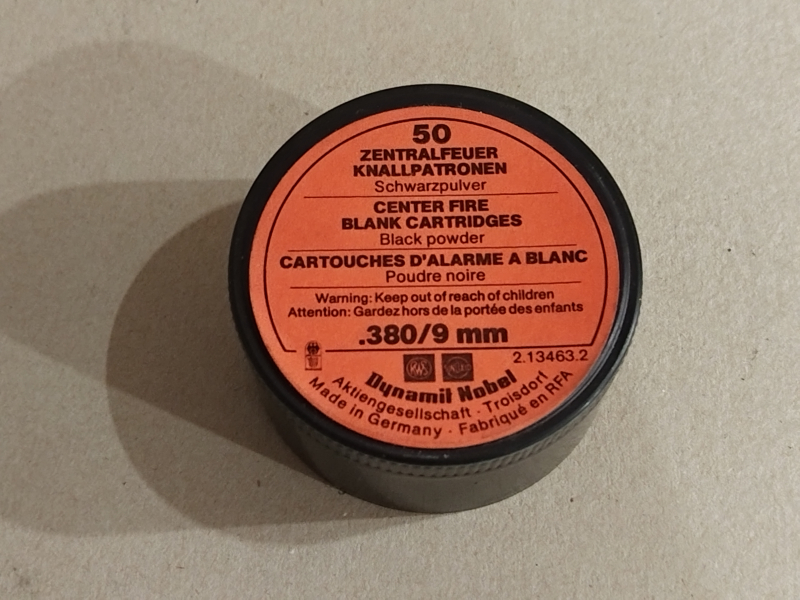 50
ZENTRALFEUER
KNALLPATRONEN
Schwarzpulver
CENTER FIRE
BLANK CARTRIDGES
Black powder
CARTOUCHES D'ALARME A BLANC
Poudre noire
Warning: Keep out of reach of children
Attention: Gardez hors de la portée des enfants
.380/9 mm
2.13463.2
RWS
Dynamit Nobel
Aktiengesellschaft · Troisdorf
Made in Germany · Fabriqué en RFA